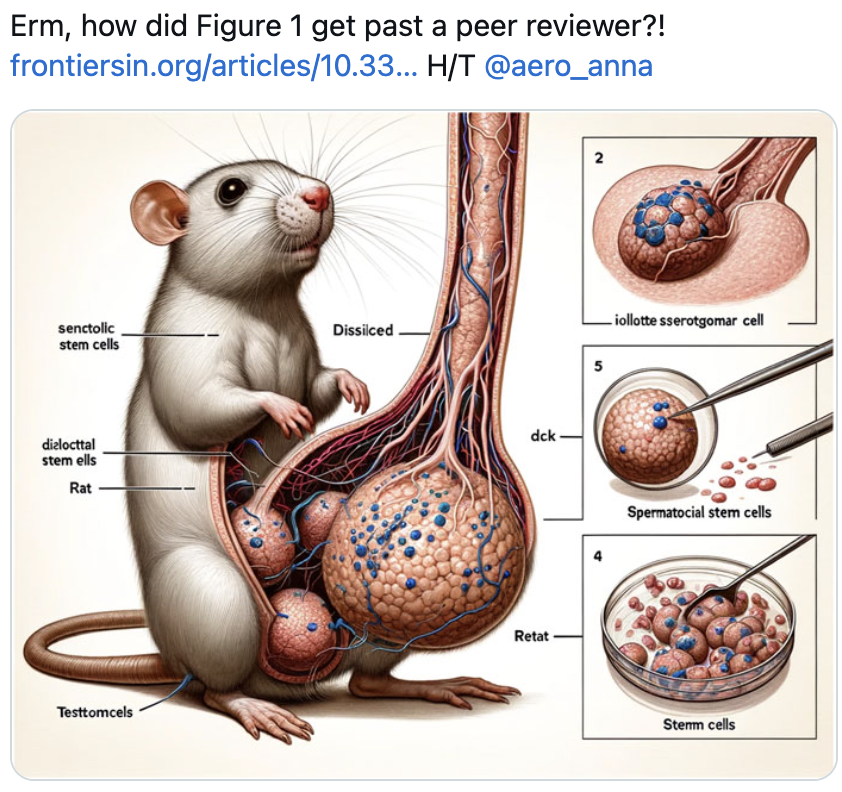 Erm, how did Figure 1 get past a peer reviewer?!
frontiersin.org/articles/10.33... H/T @aero_anna
senctolic
stem cells
Dissilced
dizlocttal
stem ells
Rat
Testtomcels
dck
Retat
2
iollotte sserotgomar cell
5
Spermatocial stem cells
4
Stemm cells